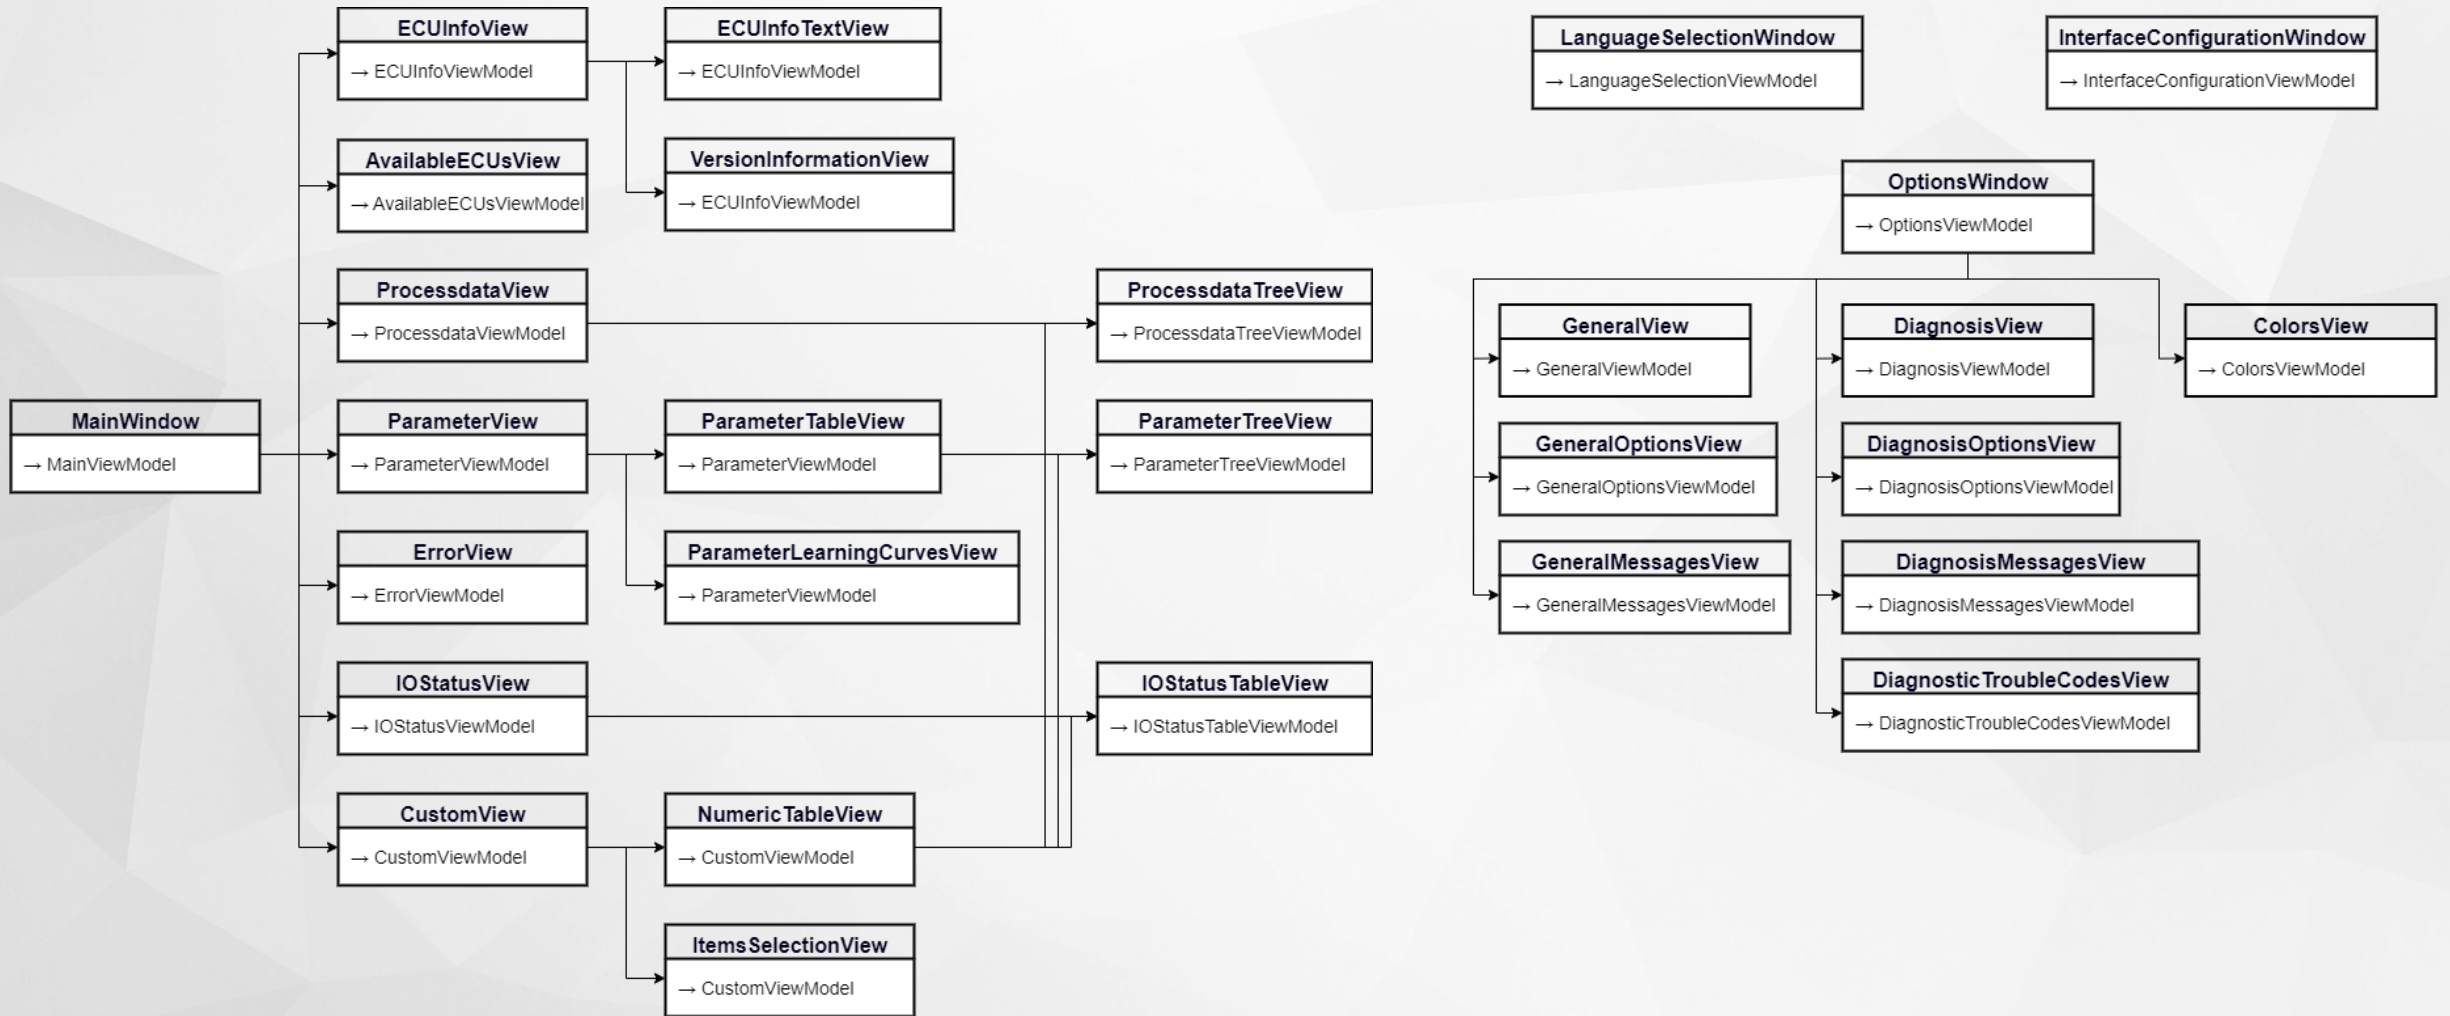 ECUInfoView
→ ECUInfoViewModel
ECUInfoTextView
→ ECUInfoViewModel
AvailableECUsView
→ AvailableECUsViewModel
VersionInformationView
→ ECUInfoViewModel
ProcessdataView
→ ProcessdataViewModel
ProcessdataTreeView
→ ProcessdataTreeViewModel
MainWindow
→ MainViewModel
ParameterView
→ ParameterViewModel
ParameterTableView
→ ParameterViewModel
ParameterTreeView
→ ParameterTreeViewModel
ErrorView
→ ErrorViewModel
ParameterLearningCurvesView
→ ParameterViewModel
IOStatusView
→ IOStatusViewModel
IOStatusTableView
→ IOStatusTableViewModel
CustomView
→ CustomViewModel
NumericTableView
→ CustomViewModel
ItemsSelectionView
→ CustomViewModel
LanguageSelectionWindow
→ LanguageSelectionViewModel
InterfaceConfigurationWindow
→ InterfaceConfigurationViewModel
OptionsWindow
→ OptionsViewModel
GeneralView
→ GeneralViewModel
DiagnosisView
→ DiagnosisViewModel
ColorsView
→ ColorsViewModel
GeneralOptionsView
→ GeneralOptionsViewModel
DiagnosisOptionsView
→ DiagnosisOptionsViewModel
GeneralMessagesView
→ GeneralMessagesViewModel
DiagnosisMessagesView
→ DiagnosisMessagesViewModel
DiagnosticTroubleCodesView
→ DiagnosticTroubleCodesViewModel